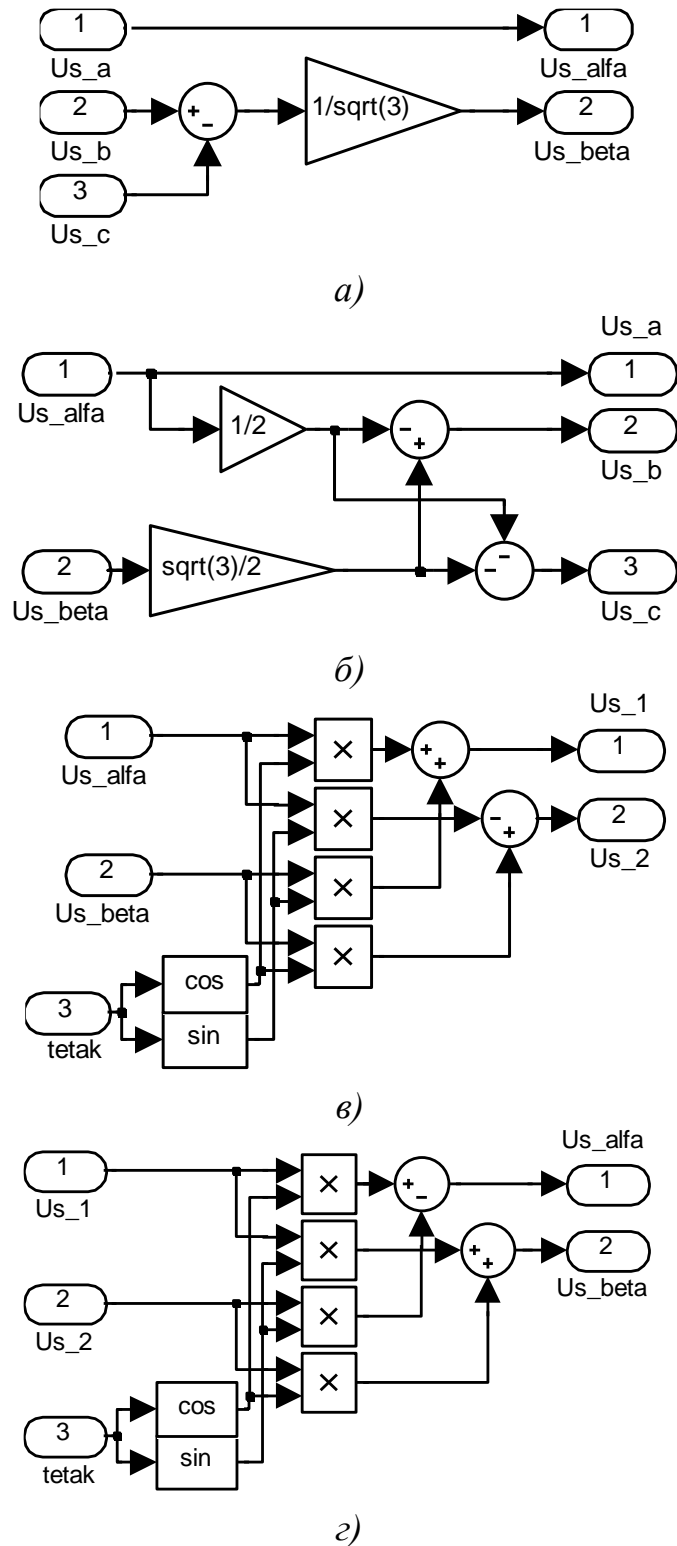 1 1
Us_a Us_alfa
2 + − 1/sqrt(3) 2
Us_b Us_beta
3
Us_c
а)
Us_a
1 1
Us_alfa
1/2 − + 2
Us_b
2 sqrt(3)/2 − − 3
Us_beta Us_c
б)
Us_1
1 × + + 1
Us_alfa
× − + 2
Us_2
2 ×
Us_beta
×
cos
3
sin
tetak
в)
Us_alfa
1 × + − 1
Us_1
× + + 2
Us_beta
2 ×
Us_2
×
cos
3
sin
tetak
г)